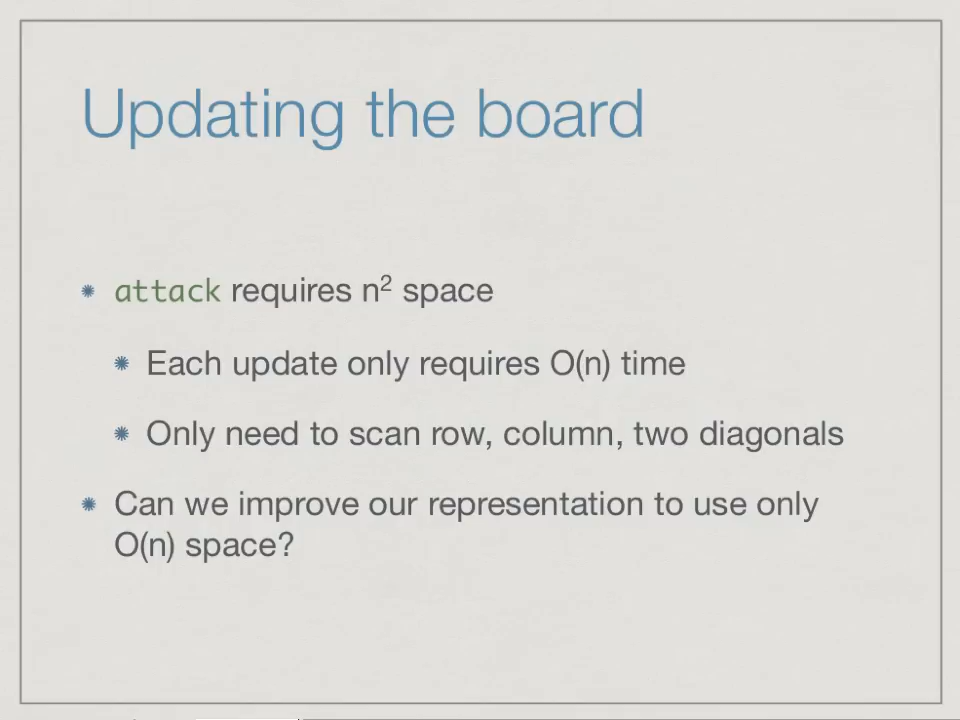 Updating the board
attack requires n² space
Each update only requires O(n) time
Only need to scan row, column, two diagonals
Can we improve our representation to use only
O(n) space?